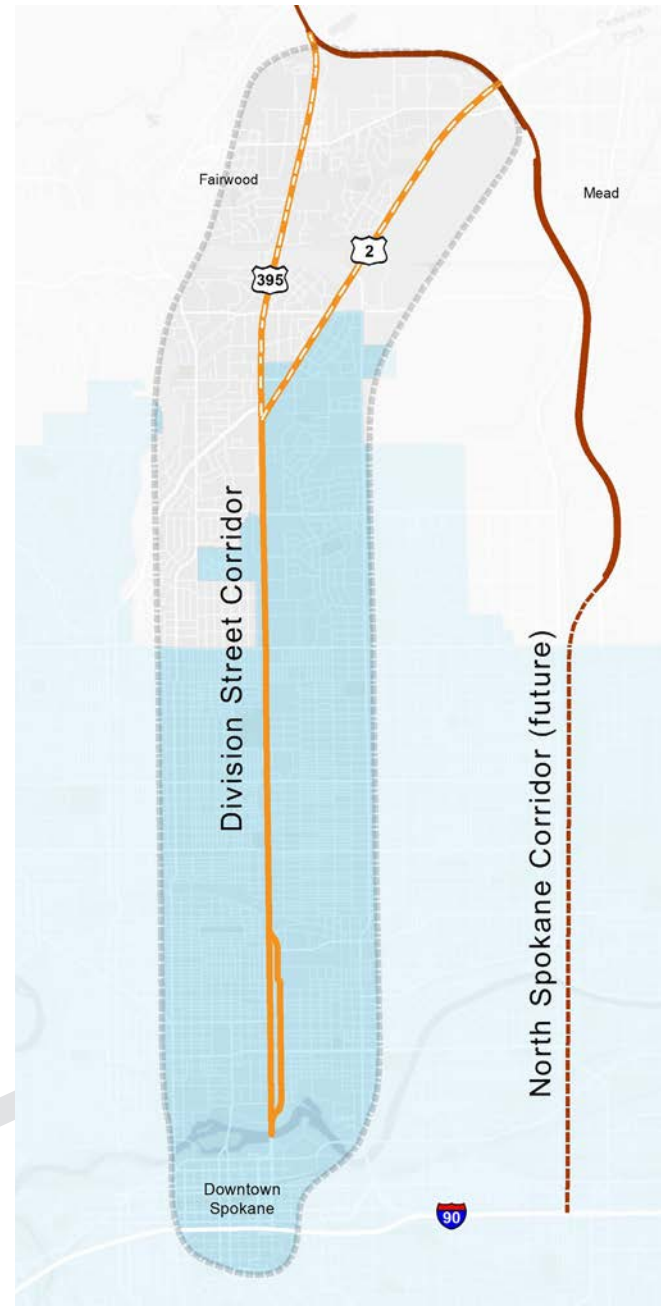 Fairwood
Mead
395
2
Division Street Corridor
North Spokane Corridor (future)
Downtown
Spokane
90